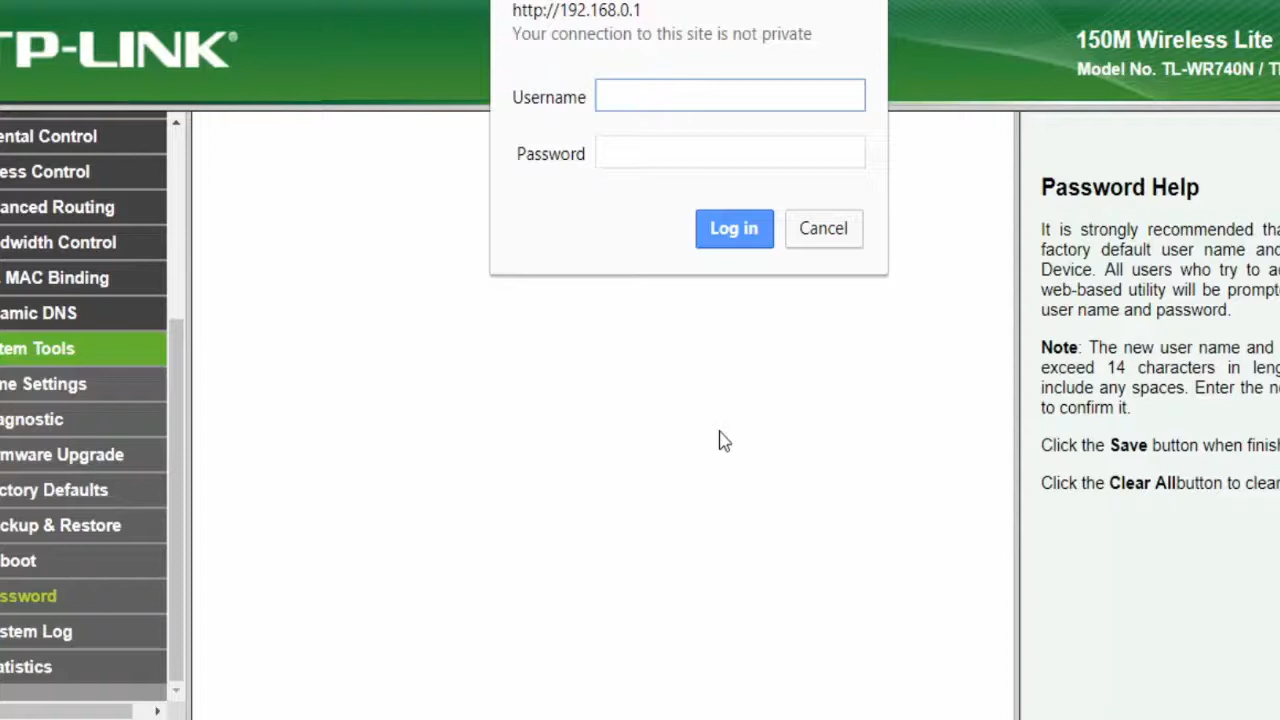 http://192.168.0.1
Your connection to this site is not private
Username
Password
Log in
Cancel
TP-LINK®
150M Wireless Lite
Model No. TL-WR740N /
ental Control
ess Control
anced Routing
dwidth Control
MAC Binding
amic DNS
tem Tools
me Settings
agnostic
mware Upgrade
ctory Defaults
ckup & Restore
boot
ssword
stem Log
atistics
Password Help
It is strongly recommended tha
factory default user name and
Device. All users who try to a
web-based utility will be prompt
user name and password.
Note: The new user name and
exceed 14 characters in leng
include any spaces. Enter the ne
to confirm it.
Click the Save button when finish
Click the Clear Allbutton to clear